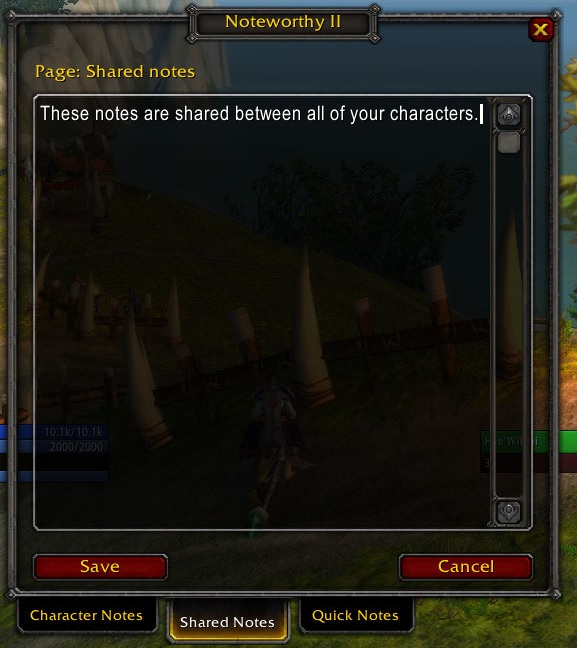 Noteworthy II
Page: Shared notes
These notes are shared between all of your characters.
10.1k/10.1k
2000/2000
Save
Cancel
Character Notes
Shared Notes
Quick Notes